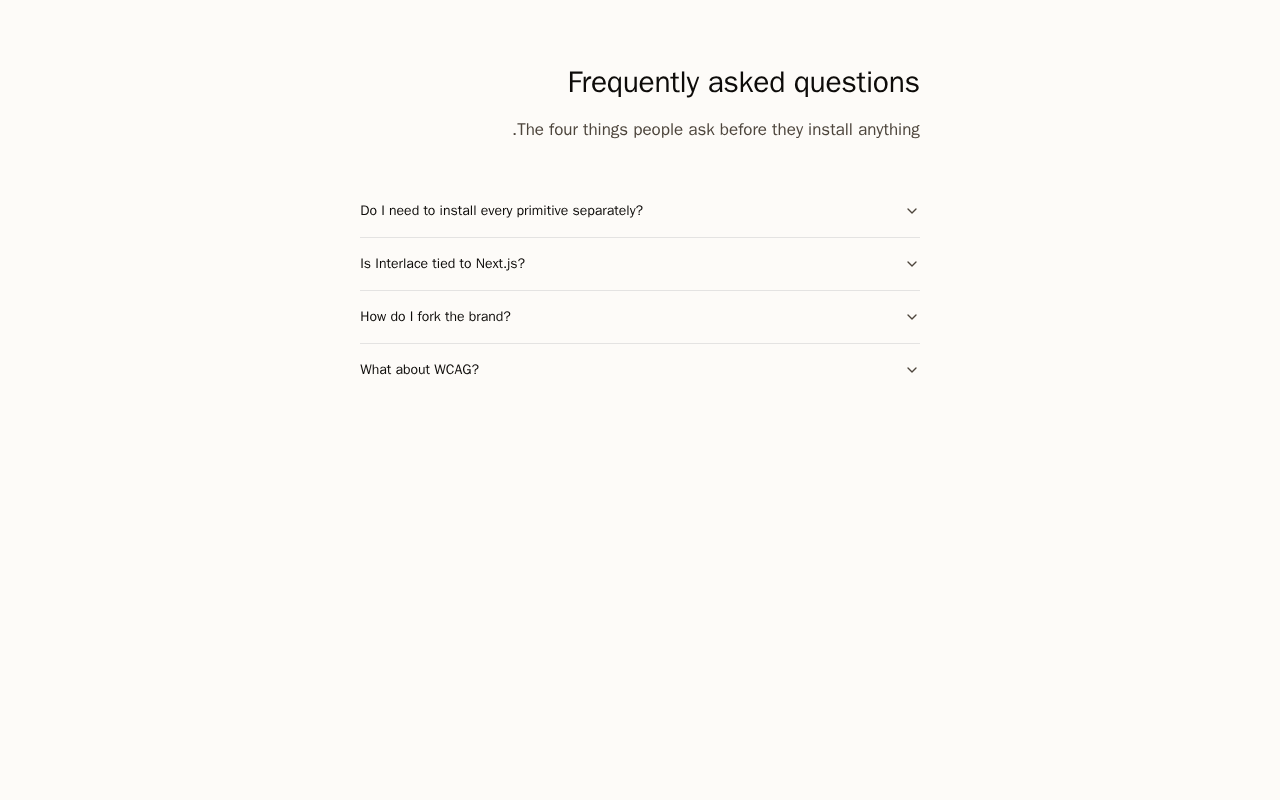 Frequently asked questions
.The four things people ask before they install anything
Do I need to install every primitive separately?
Is Interlace tied to Next.js?
How do I fork the brand?
What about WCAG?